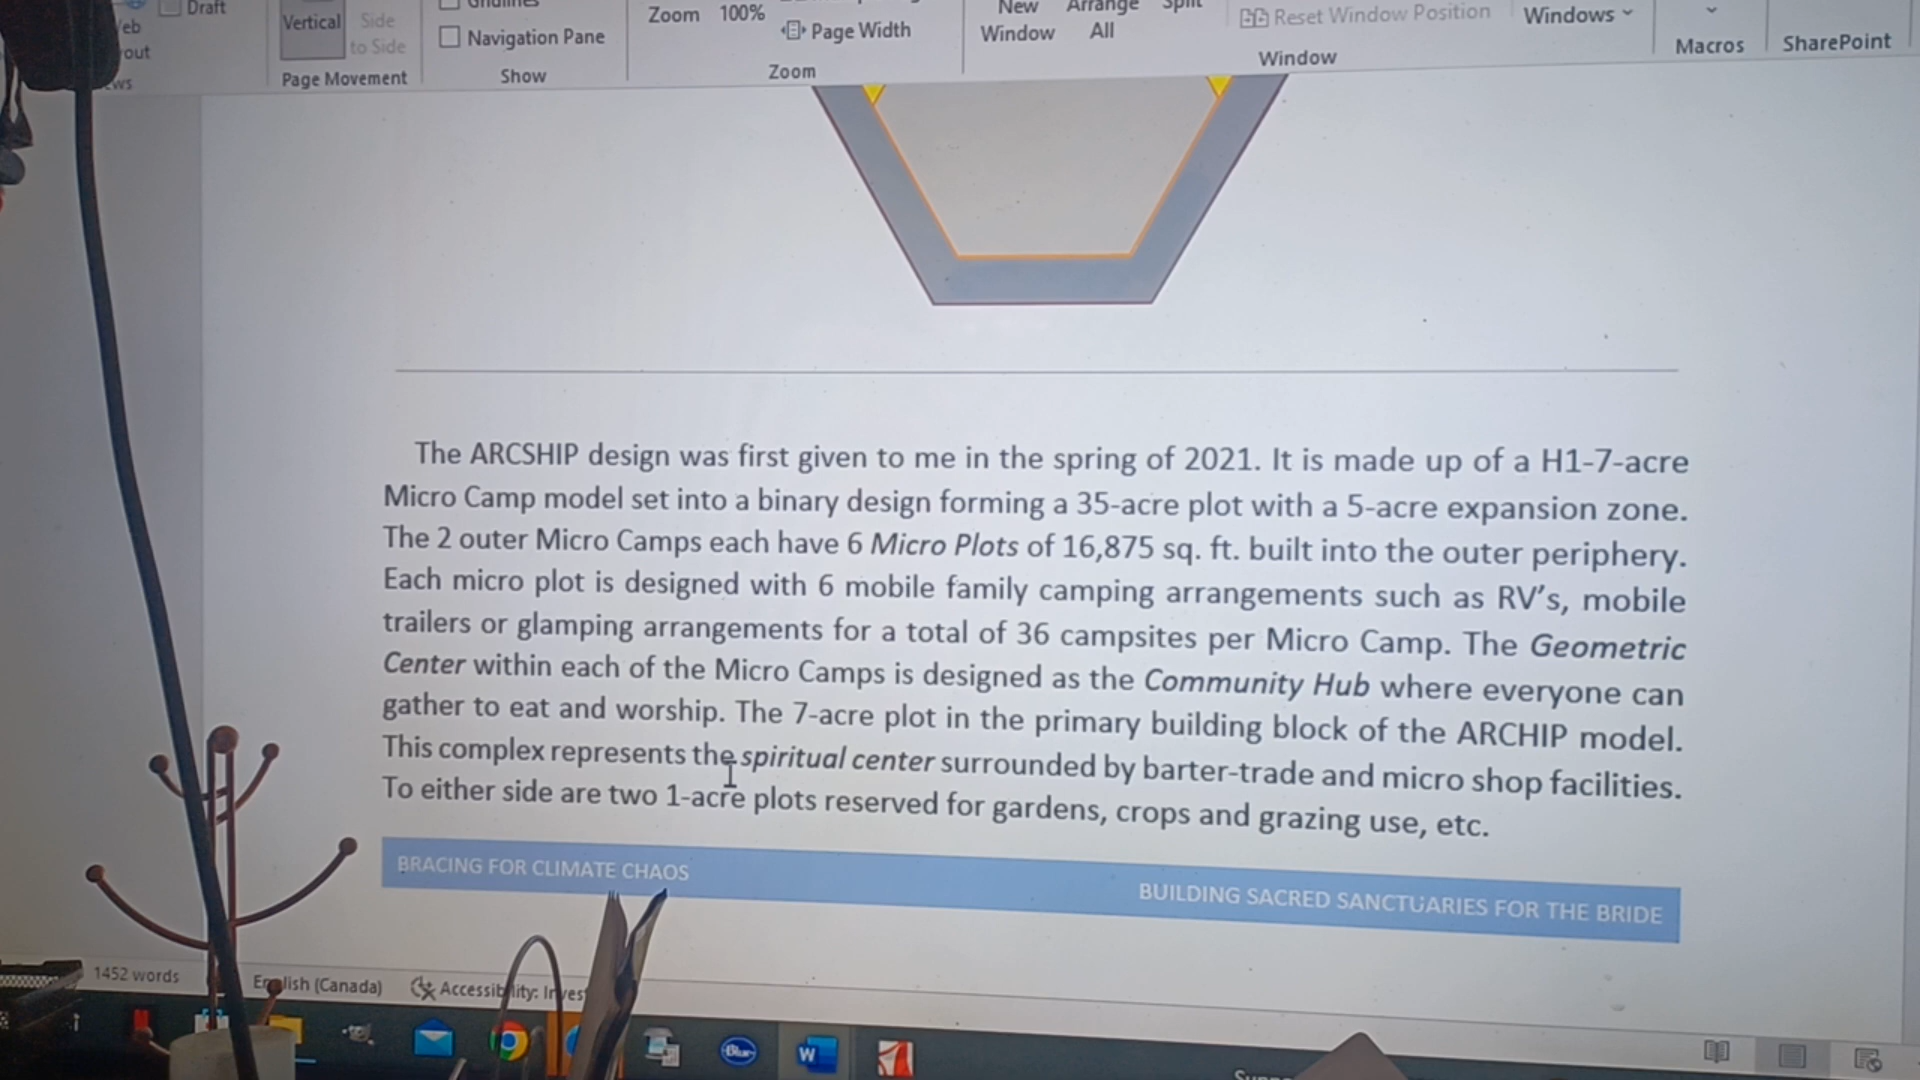 Draft
Vertical
Side to Side
Page Movement
Navigation Pane
Show
Zoom
100%
Page Width
Zoom
New Window
Arrange All
Split
Reset Window Position
Window
Windows
Macros
SharePoint
The ARCSHIP design was first given to me in the spring of 2021. It is made up of a H1-7-acre
Micro Camp model set into a binary design forming a 35-acre plot with a 5-acre expansion zone.
The 2 outer Micro Camps each have 6 Micro Plots of 16,875 sq. ft. built into the outer periphery.
Each micro plot is designed with 6 mobile family camping arrangements such as RV's, mobile
trailers or glamping arrangements for a total of 36 campsites per Micro Camp. The Geometric
Center within each of the Micro Camps is designed as the Community Hub where everyone can
gather to eat and worship. The 7-acre plot in the primary building block of the ARCHIP model.
This complex represents the spiritual center surrounded by barter-trade and micro shop facilities.
To either side are two 1-acre plots reserved for gardens, crops and grazing use, etc.
BRACING FOR CLIMATE CHAOS
BUILDING SACRED SANCTUARIES FOR THE BRIDE
1452 words
English (Canada)
Accessibility: Inves
Blue
W